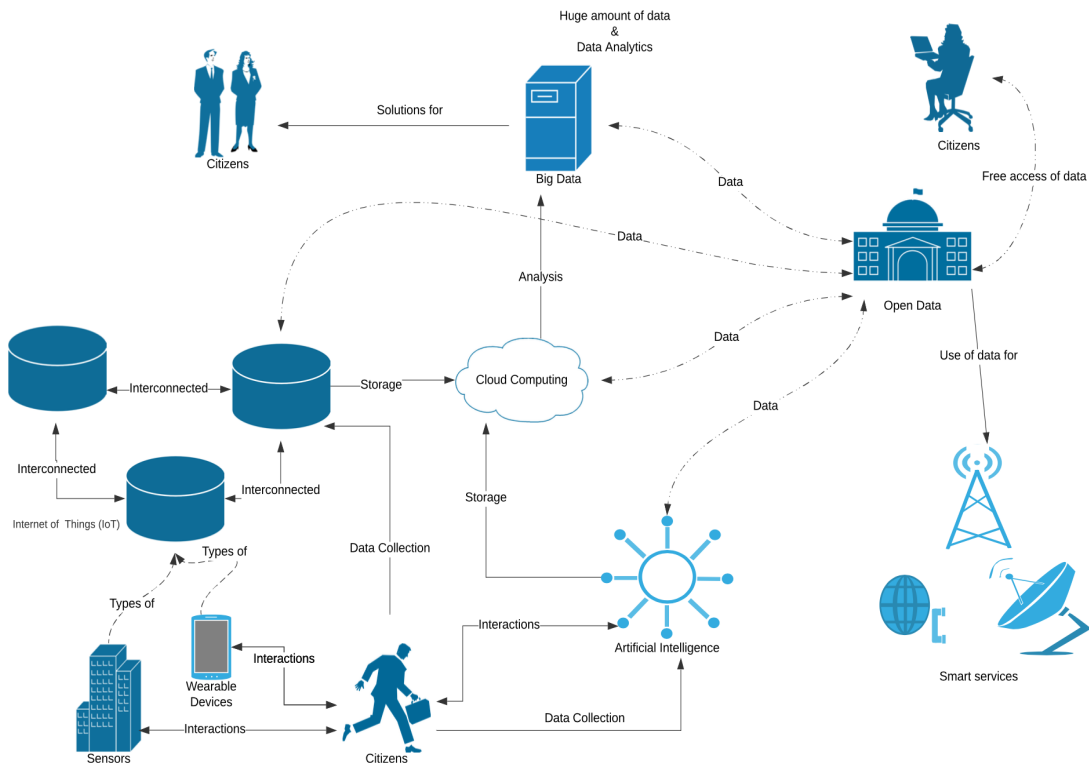 Huge amount of data
&
Data Analytics
Solutions for
Citizens
Big Data
Citizens
Data
Free access of data
Data
Analysis
Open Data
Data
Use of data for
Interconnected
Storage
Cloud Computing
Data
Interconnected
Interconnected
Storage
Internet of Things (IoT)
Types of
Data Collection
Types of
Interactions
Artificial Intelligence
Interactions
Wearable
Devices
Smart services
Data Collection
Interactions
Sensors
Citizens